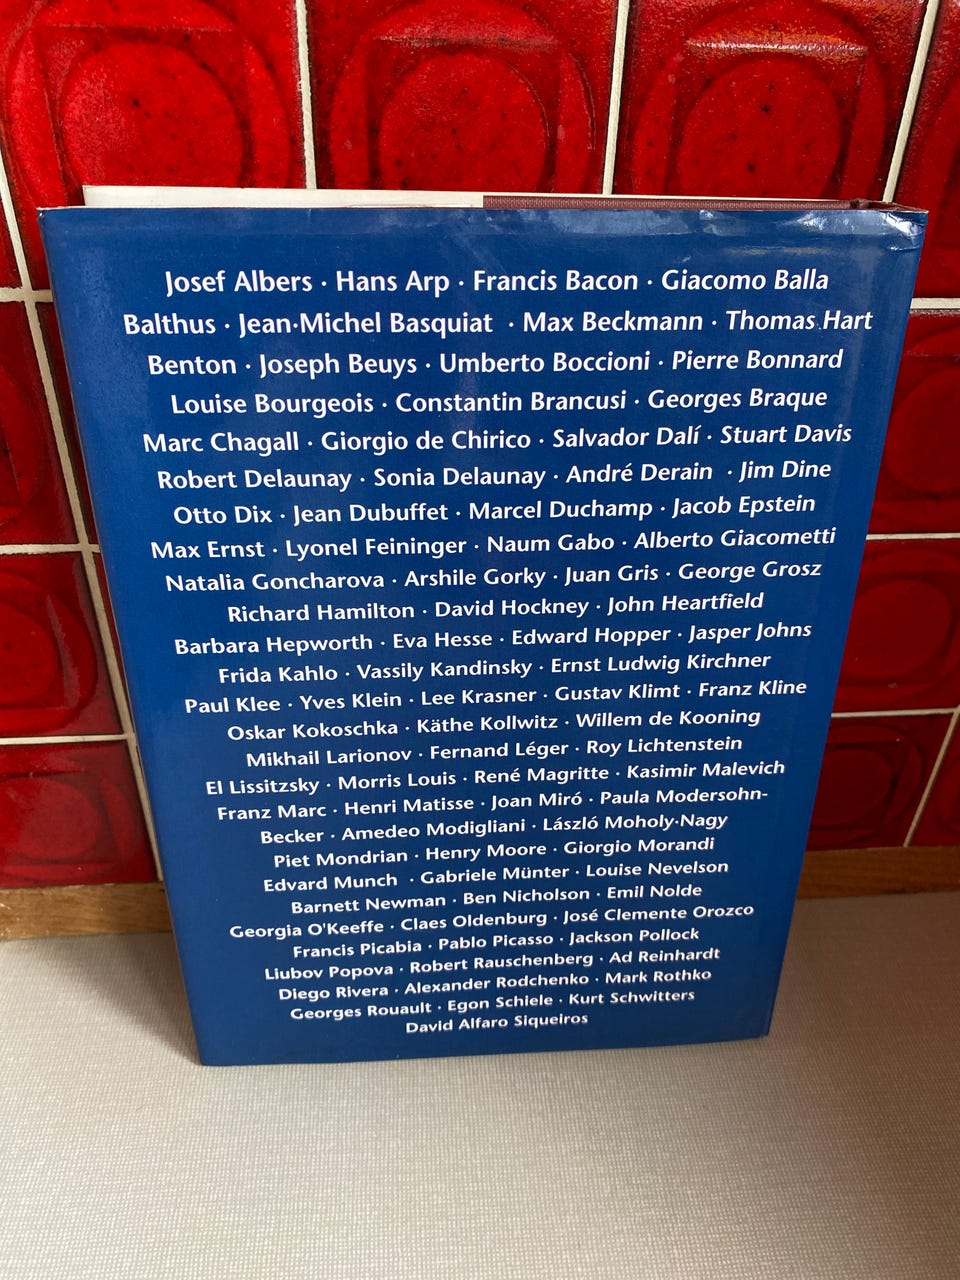 Josef Albers · Hans Arp · Francis Bacon · Giacomo Balla
Balthus · Jean·Michel Basquiat · Max Beckmann · Thomas Hart
Benton · Joseph Beuys · Umberto Boccioni · Pierre Bonnard
Louise Bourgeois · Constantin Brancusi · Georges Braque
Marc Chagall · Giorgio de Chirico · Salvador Dalí · Stuart Davis
Robert Delaunay · Sonia Delaunay · André Derain · Jim Dine
Otto Dix · Jean Dubuffet · Marcel Duchamp · Jacob Epstein
Max Ernst · Lyonel Feininger · Naum Gabo · Alberto Giacometti
Natalia Goncharova · Arshile Gorky · Juan Gris · George Grosz
Richard Hamilton · David Hockney · John Heartfield
Barbara Hepworth · Eva Hesse · Edward Hopper · Jasper Johns
Frida Kahlo · Vassily Kandinsky · Ernst Ludwig Kirchner
Paul Klee · Yves Klein · Lee Krasner · Gustav Klimt · Franz Kline
Oskar Kokoschka · Käthe Kollwitz · Willem de Kooning
Mikhail Larionov · Fernand Léger · Roy Lichtenstein
El Lissitzsky · Morris Louis · René Magritte · Kasimir Malevich
Franz Marc · Henri Matisse · Joan Miró · Paula Modersohn-
Becker · Amedeo Modigliani · László Moholy·Nagy
Piet Mondrian · Henry Moore · Giorgio Morandi
Edvard Munch · Gabriele Münter · Louise Nevelson
Barnett Newman · Ben Nicholson · Emil Nolde
Georgia O'Keeffe · Claes Oldenburg · José Clemente Orozco
Francis Picabia · Pablo Picasso · Jackson Pollock
Liubov Popova · Robert Rauschenberg · Ad Reinhardt
Diego Rivera · Alexander Rodchenko · Mark Rothko
Georges Rouault · Egon Schiele · Kurt Schwitters
David Alfaro Siqueiros